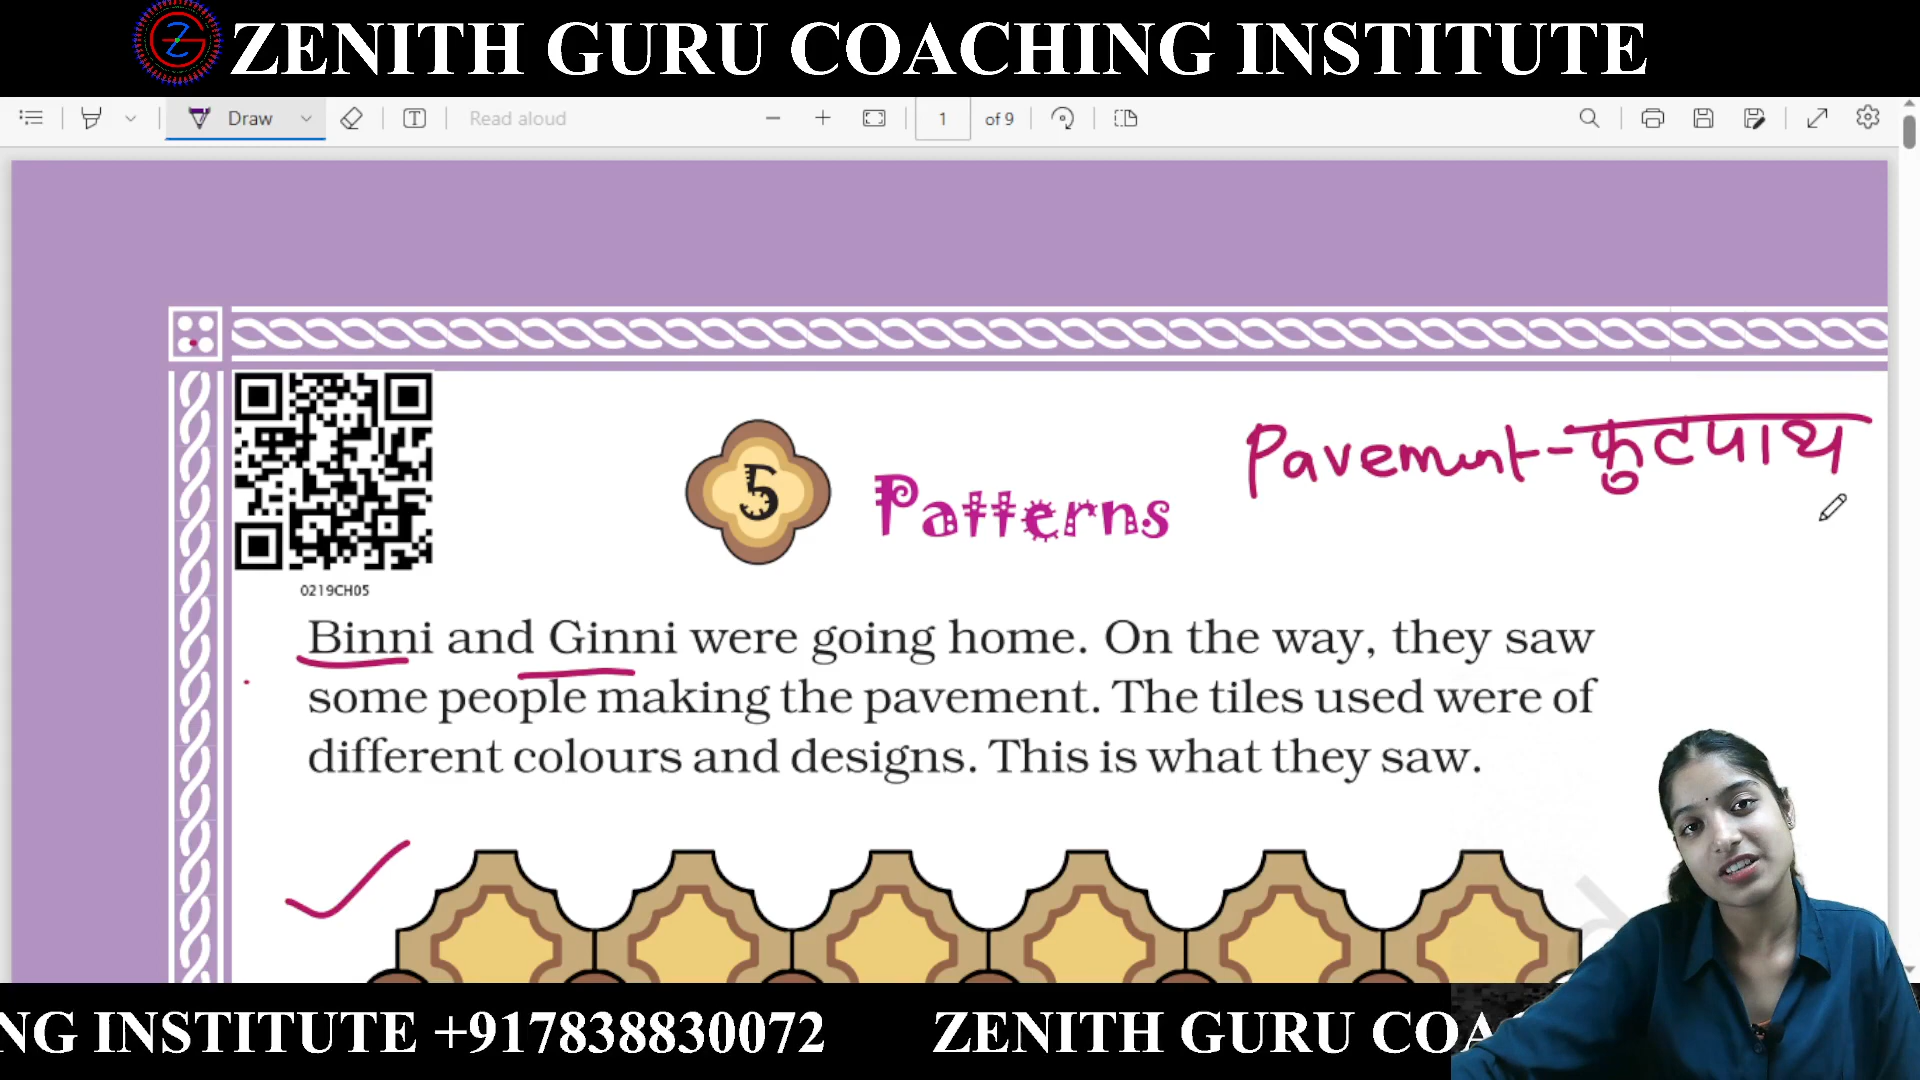 ZENITH GURU COACHING INSTITUTE
Draw Read aloud 1 of 9
Pavement - फुटपाथ
5 Patterns
0219CH05
Binni and Ginni were going home. On the way, they saw
some people making the pavement. The tiles used were of
different colours and designs. This is what they saw.
NG INSTITUTE +917838830072 ZENITH GURU COA